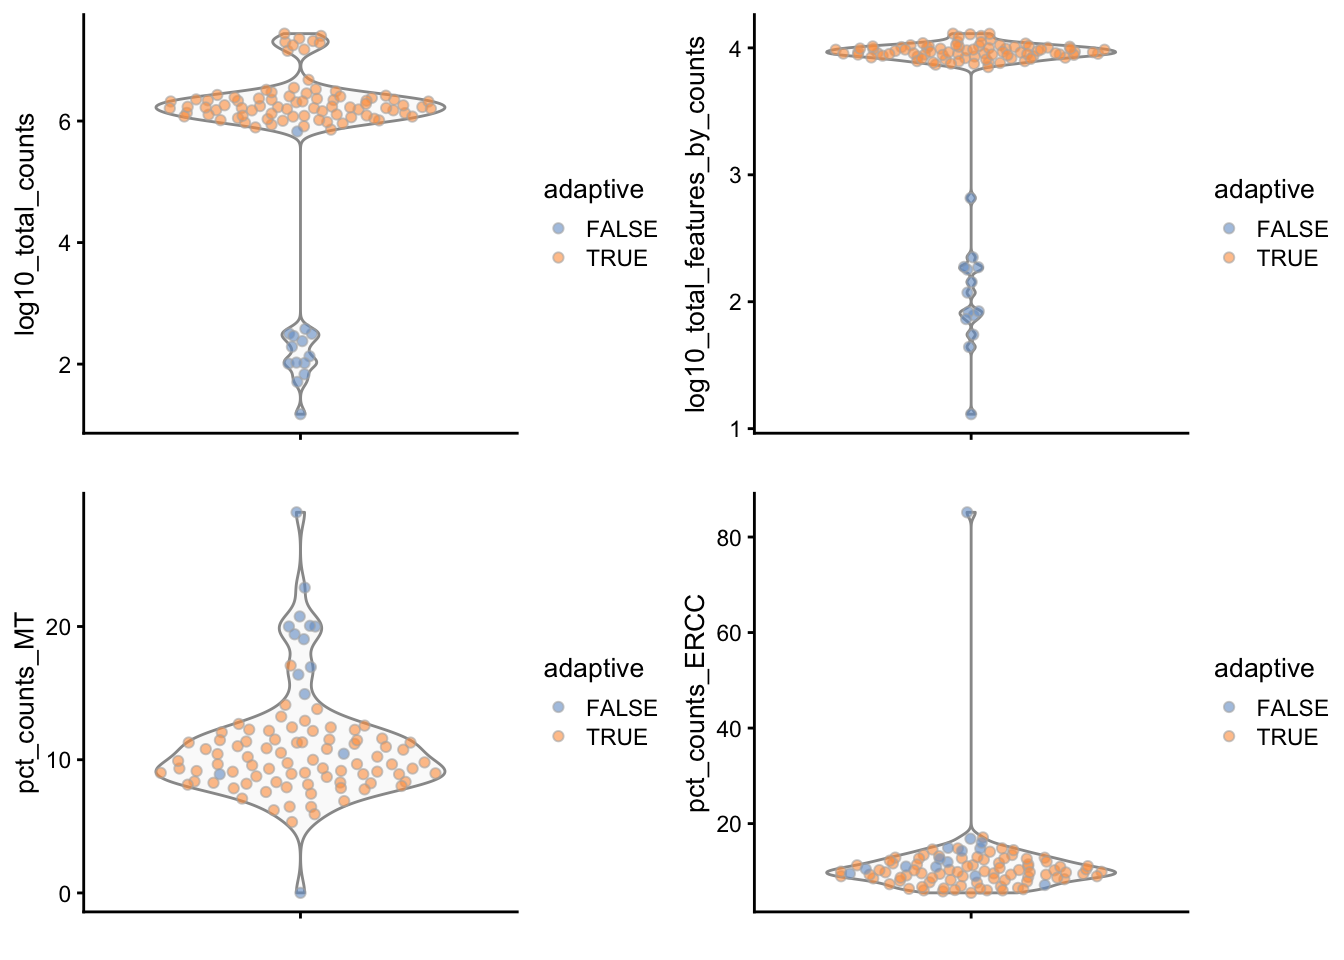 log10_total_counts
6
4
2
adaptive
FALSE
TRUE
log10_total_features_by_counts
4
3
2
1
adaptive
FALSE
TRUE
pct_counts_MT
20
10
0
adaptive
FALSE
TRUE
pct_counts_ERCC
80
60
40
20
adaptive
FALSE
TRUE